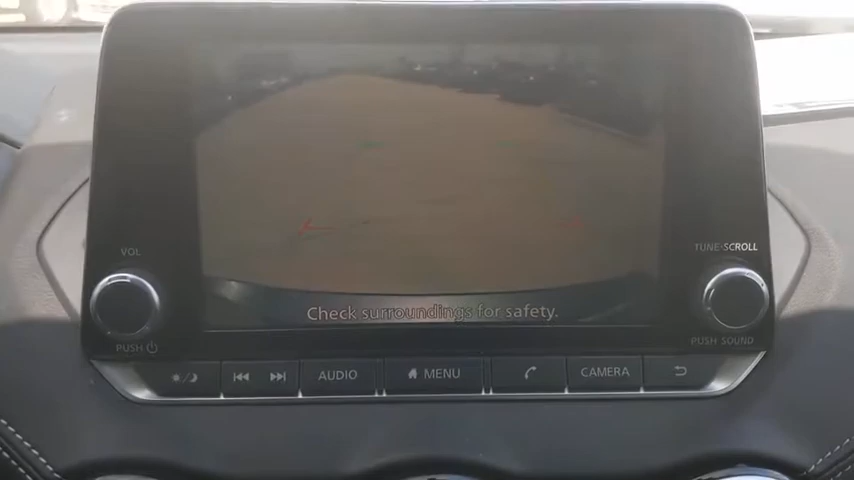 VOL
TUNE·SCROLL
Check surroundings for safety.
PUSH
PUSH SOUND
AUDIO
MENU
CAMERA